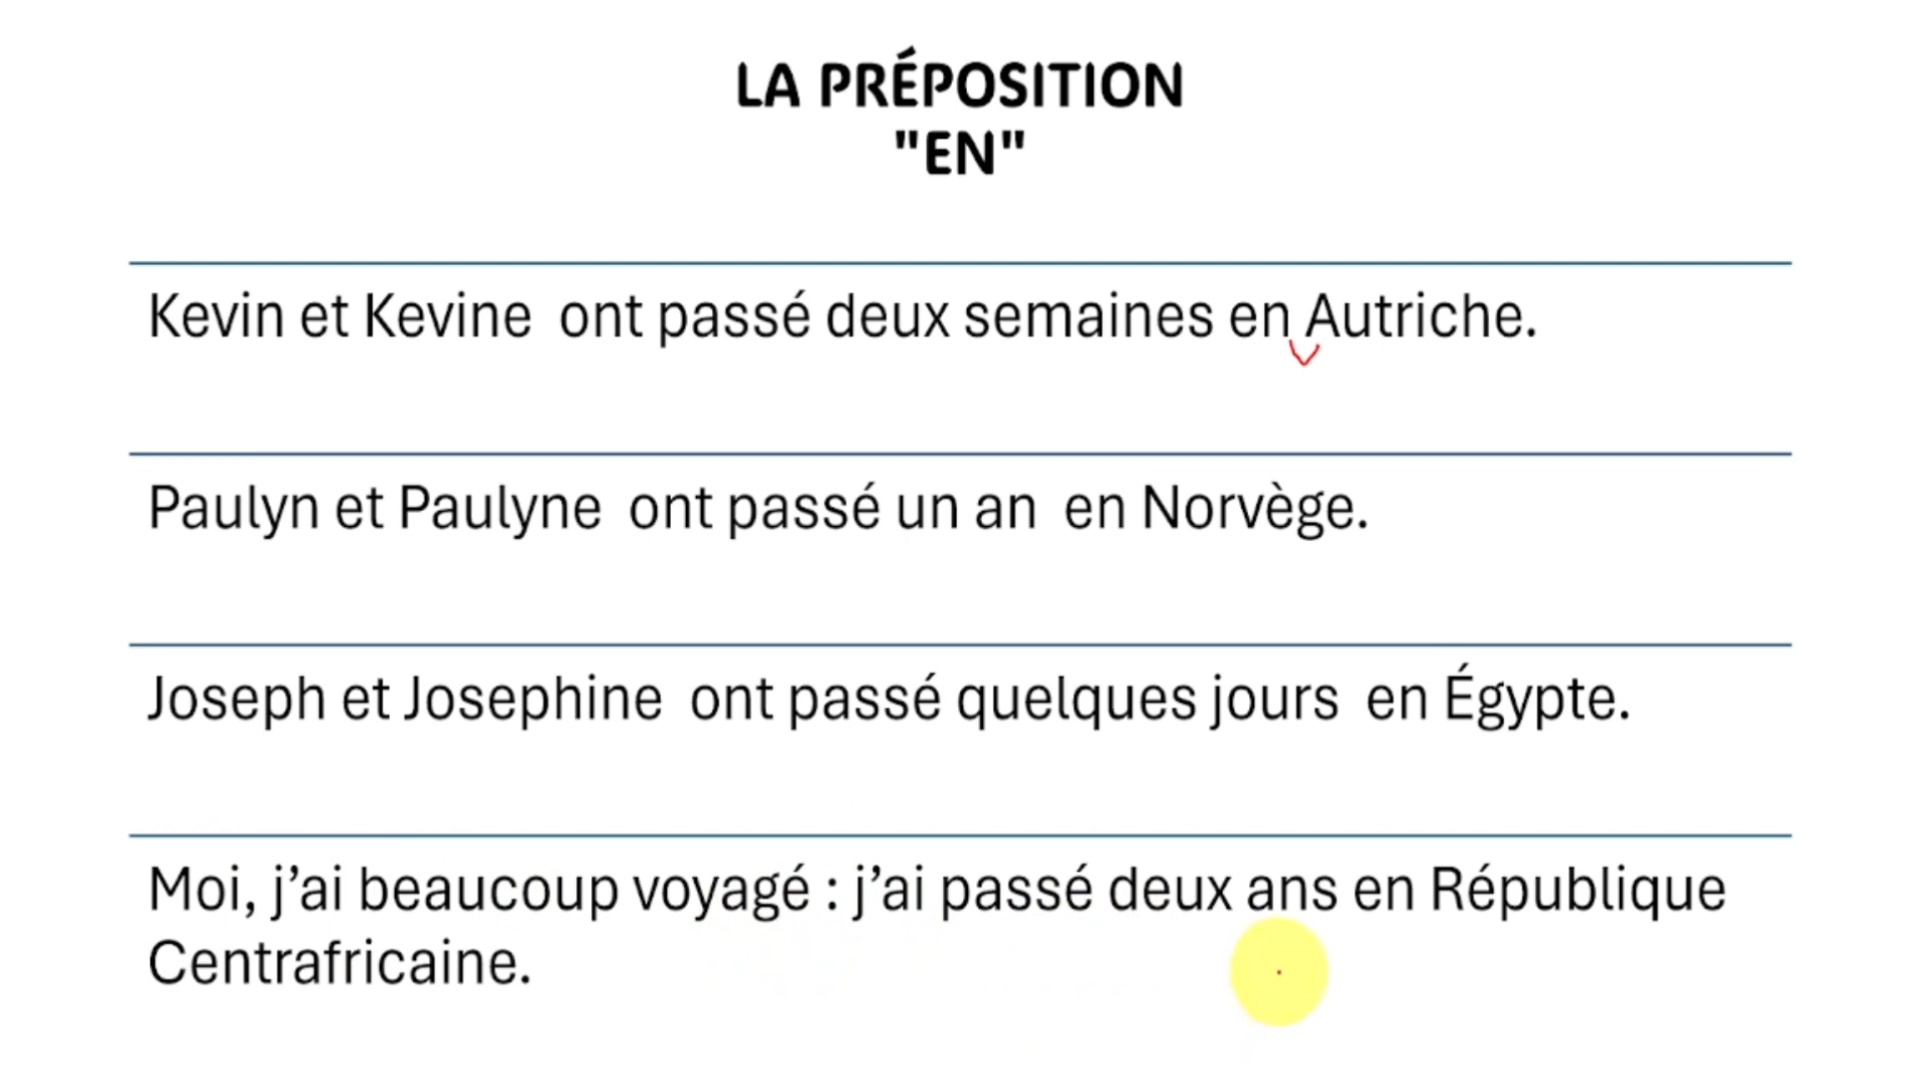 LA PRÉPOSITION
"EN"
Kevin et Kevine ont passé deux semaines en Autriche.
Paulyn et Paulyne ont passé un an en Norvège.
Joseph et Josephine ont passé quelques jours en Égypte.
Moi, j’ai beaucoup voyagé : j’ai passé deux ans en République
Centrafricaine.